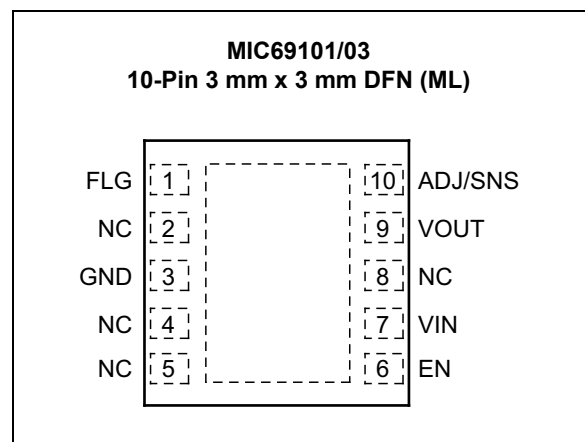 MIC69101/03
10-Pin 3 mm x 3 mm DFN (ML)
FLG 1 10 ADJ/SNS
NC 2 9 VOUT
GND 3 8 NC
NC 4 7 VIN
NC 5 6 EN